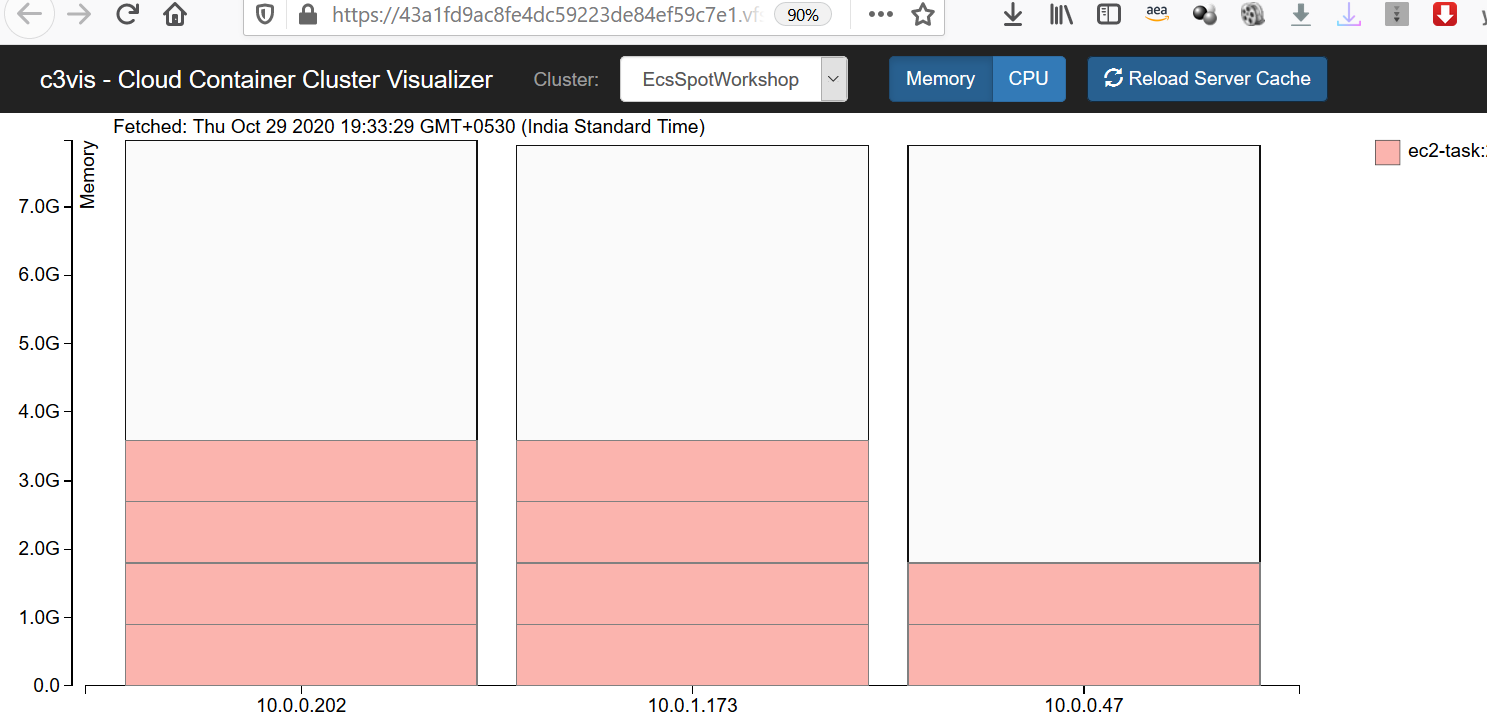 https://43a1fd9ac8fe4dc59223de84ef59c7e1.vfs 90%
aea
c3vis - Cloud Container Cluster Visualizer Cluster: EcsSpotWorkshop Memory CPU Reload Server Cache
Fetched: Thu Oct 29 2020 19:33:29 GMT+0530 (India Standard Time)
Memory
ec2-task:
7.0G
6.0G
5.0G
4.0G
3.0G
2.0G
1.0G
0.0
10.0.0.202 10.0.1.173 10.0.0.47